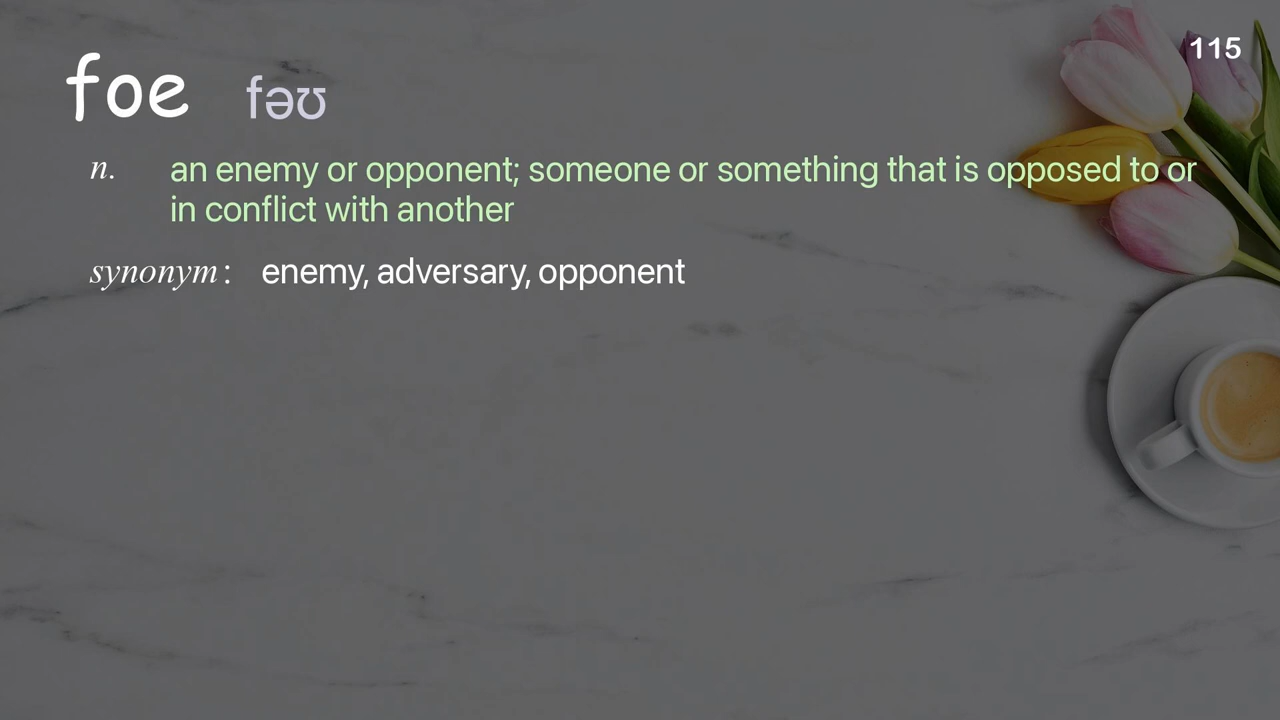 115
foe fəʊ
n. an enemy or opponent; someone or something that is opposed to or
in conflict with another
synonym: enemy, adversary, opponent